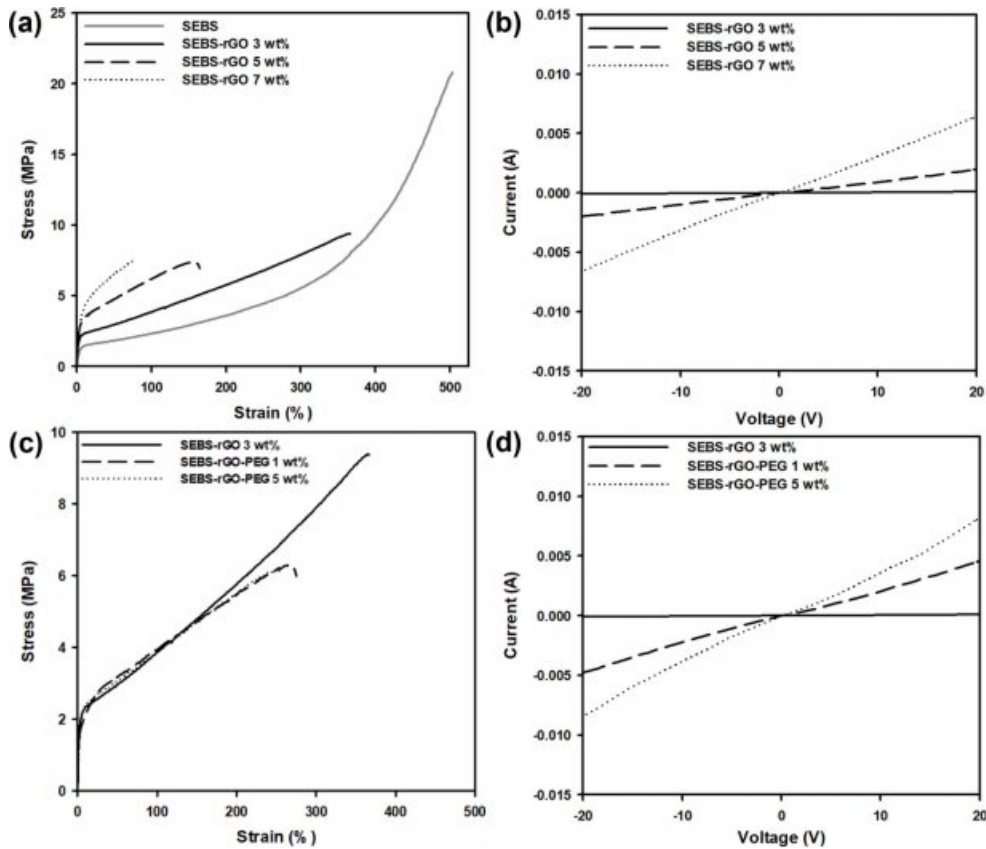 (a)
SEBS
SEBS-rGO 3 wt%
SEBS-rGO 5 wt%
SEBS-rGO 7 wt%
25
20
15
10
5
0
Stress (MPa)
0 100 200 300 400 500
Strain (% )
(b)
SEBS-rGO 3 wt%
SEBS-rGO 5 wt%
SEBS-rGO 7 wt%
0.015
0.010
0.005
0.000
-0.005
-0.010
-0.015
Current (A)
-20 -10 0 10 20
Voltage (V)
(c)
SEBS-rGO 3 wt%
SEBS-rGO-PEG 1 wt%
SEBS-rGO-PEG 5 wt%
10
8
6
4
2
0
Stress (MPa)
0 100 200 300 400 500
Strain (% )
(d)
SEBS-rGO 3 wt%
SEBS-rGO-PEG 1 wt%
SEBS-rGO-PEG 5 wt%
0.015
0.010
0.005
0.000
-0.005
-0.010
-0.015
Current (A)
-20 -10 0 10 20
Voltage (V)